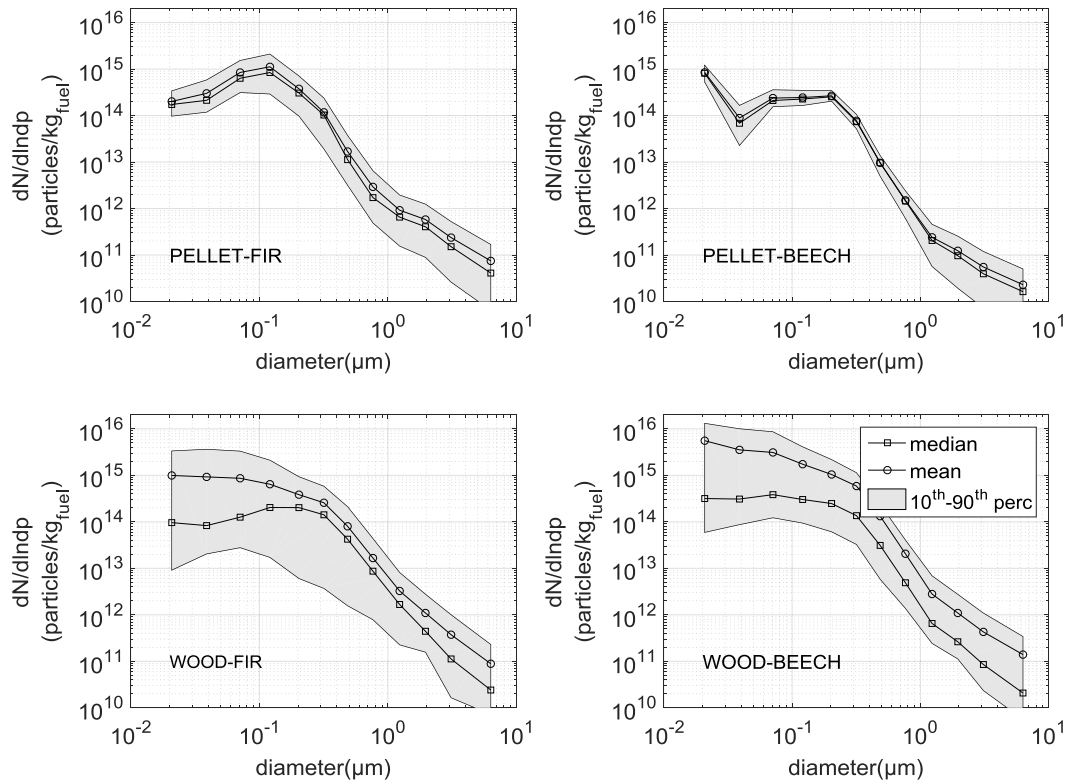 dN/dlndp
(particles/kg_fuel)
10^16
10^15
10^14
10^13
10^12
10^11
10^10
PELLET-FIR
10^-2
10^-1
10^0
10^1
diameter(μm)
dN/dlndp
(particles/kg_fuel)
10^16
10^15
10^14
10^13
10^12
10^11
10^10
PELLET-BEECH
10^-2
10^-1
10^0
10^1
diameter(μm)
dN/dlndp
(particles/kg_fuel)
10^16
10^15
10^14
10^13
10^12
10^11
10^10
WOOD-FIR
10^-2
10^-1
10^0
10^1
diameter(μm)
dN/dlndp
(particles/kg_fuel)
10^16
10^15
10^14
10^13
10^12
10^11
10^10
median
mean
10^th-90^th perc
WOOD-BEECH
10^-2
10^-1
10^0
10^1
diameter(μm)